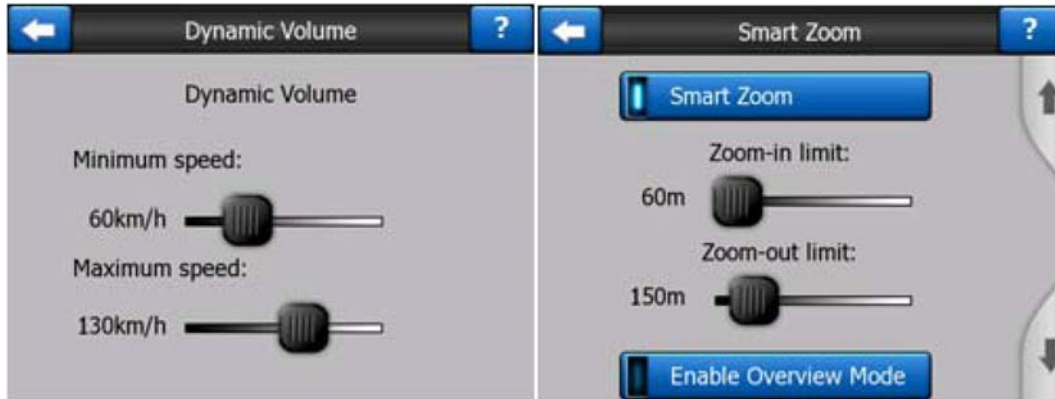 Dynamic Volume
?
Dynamic Volume
Minimum speed:
60km/h
Maximum speed:
130km/h
Smart Zoom
?
Smart Zoom
Zoom-in limit:
60m
Zoom-out limit:
150m
Enable Overview Mode